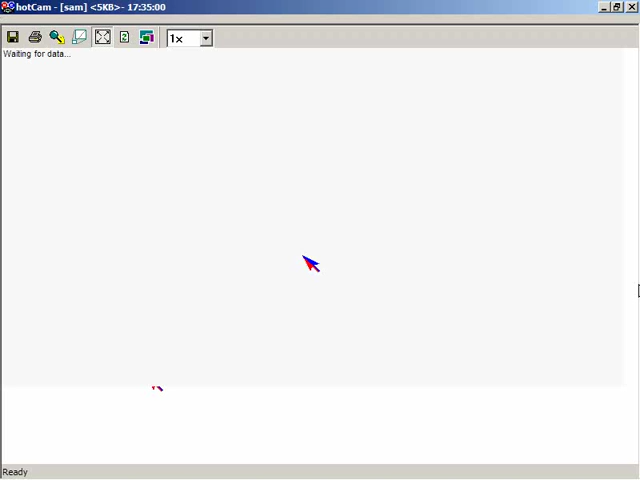 hotCam - [sam] <5KB>- 17:35:00
1x
Waiting for data...
Ready